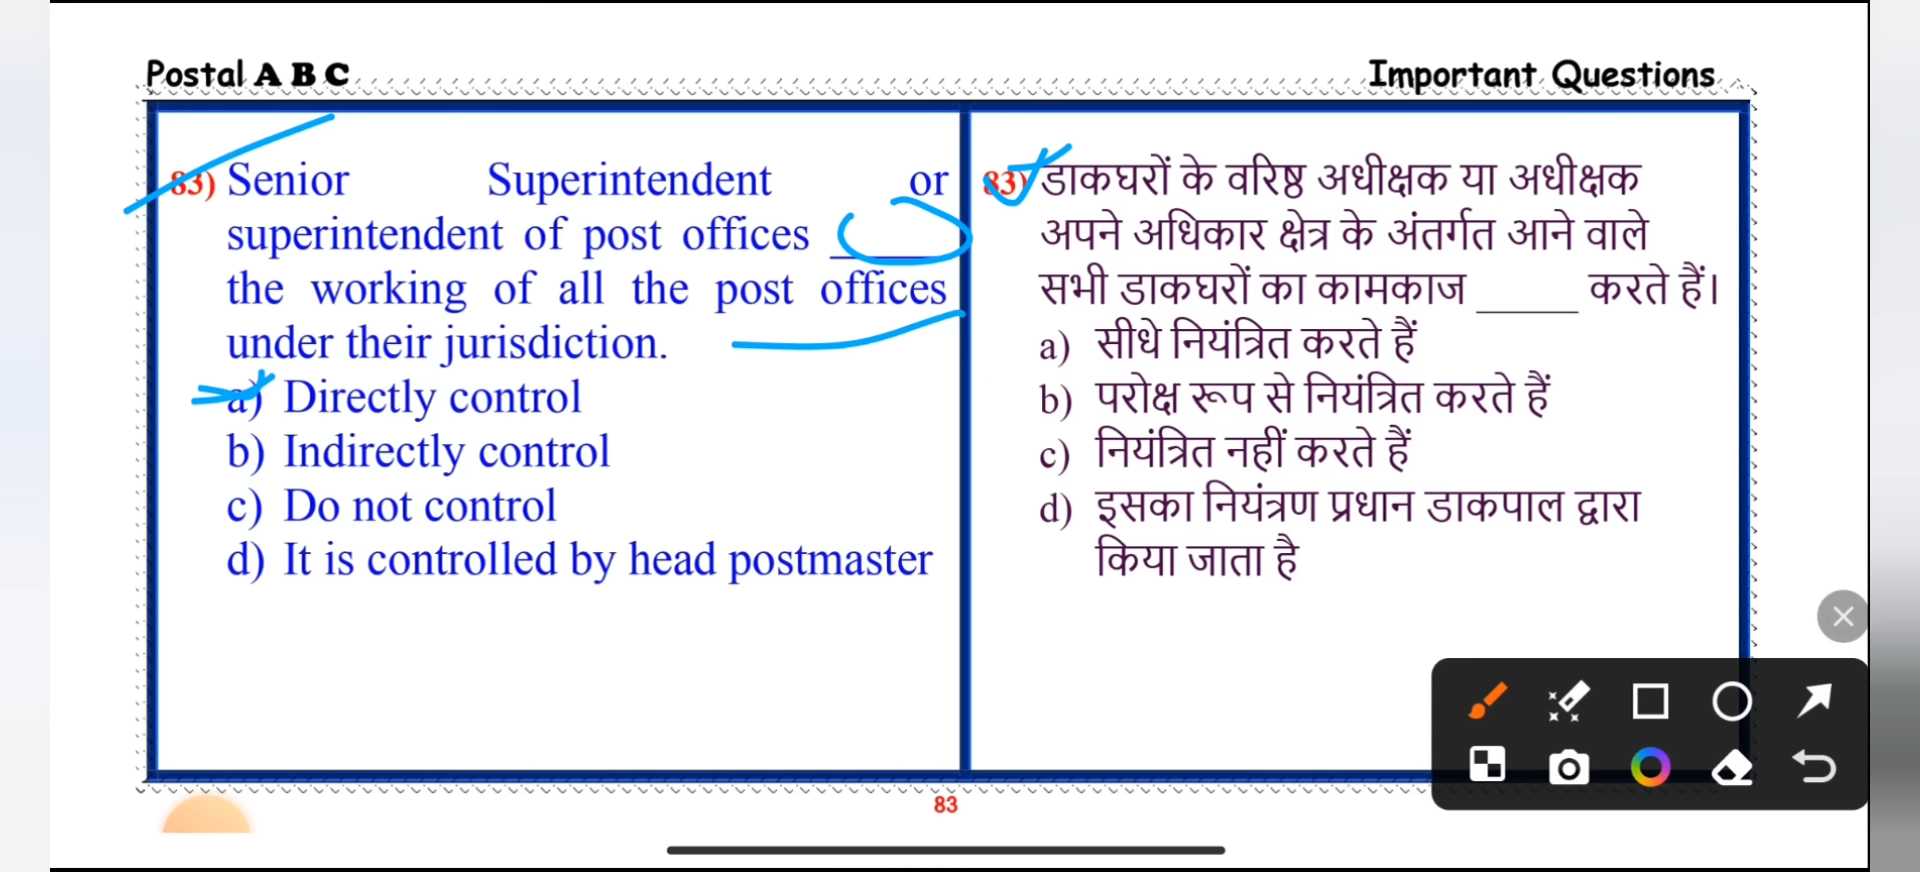 Postal A B C
Important Questions
83) Senior Superintendent or
superintendent of post offices _____
the working of all the post offices
under their jurisdiction.
a) Directly control
b) Indirectly control
c) Do not control
d) It is controlled by head postmaster
83) डाकघरों के वरिष्ठ अधीक्षक या अधीक्षक
अपने अधिकार क्षेत्र के अंतर्गत आने वाले
सभी डाकघरों का कामकाज _____ करते हैं।
a) सीधे नियंत्रित करते हैं
b) परोक्ष रूप से नियंत्रित करते हैं
c) नियंत्रित नहीं करते हैं
d) इसका नियंत्रण प्रधान डाकपाल द्वारा
किया जाता है
83